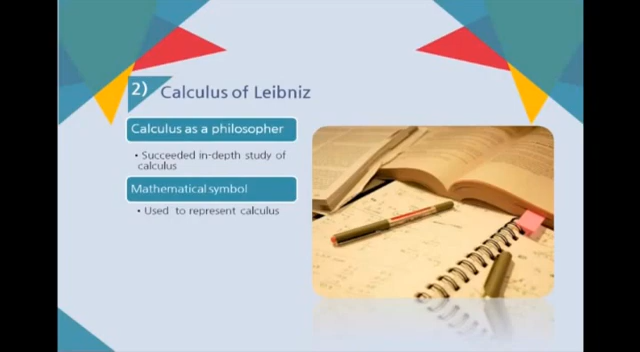 2) Calculus of Leibniz
Calculus as a philosopher
• Succeeded in-depth study of
calculus
Mathematical symbol
• Used to represent calculus